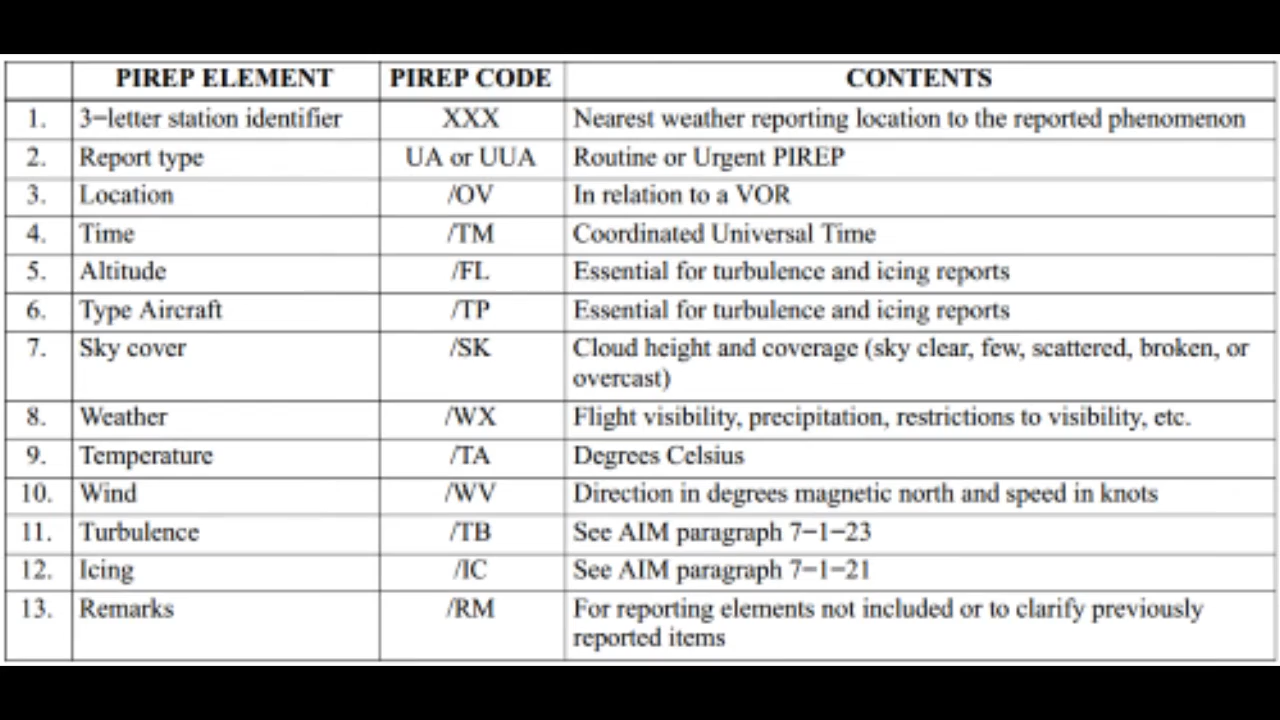 PIREP ELEMENT PIREP CODE CONTENTS
1. 3−letter station identifier XXX Nearest weather reporting location to the reported phenomenon
2. Report type UA or UUA Routine or Urgent PIREP
3. Location /OV In relation to a VOR
4. Time /TM Coordinated Universal Time
5. Altitude /FL Essential for turbulence and icing reports
6. Type Aircraft /TP Essential for turbulence and icing reports
7. Sky cover /SK Cloud height and coverage (sky clear, few, scattered, broken, or
overcast)
8. Weather /WX Flight visibility, precipitation, restrictions to visibility, etc.
9. Temperature /TA Degrees Celsius
10. Wind /WV Direction in degrees magnetic north and speed in knots
11. Turbulence /TB See AIM paragraph 7−1−23
12. Icing /IC See AIM paragraph 7−1−21
13. Remarks /RM For reporting elements not included or to clarify previously
reported items